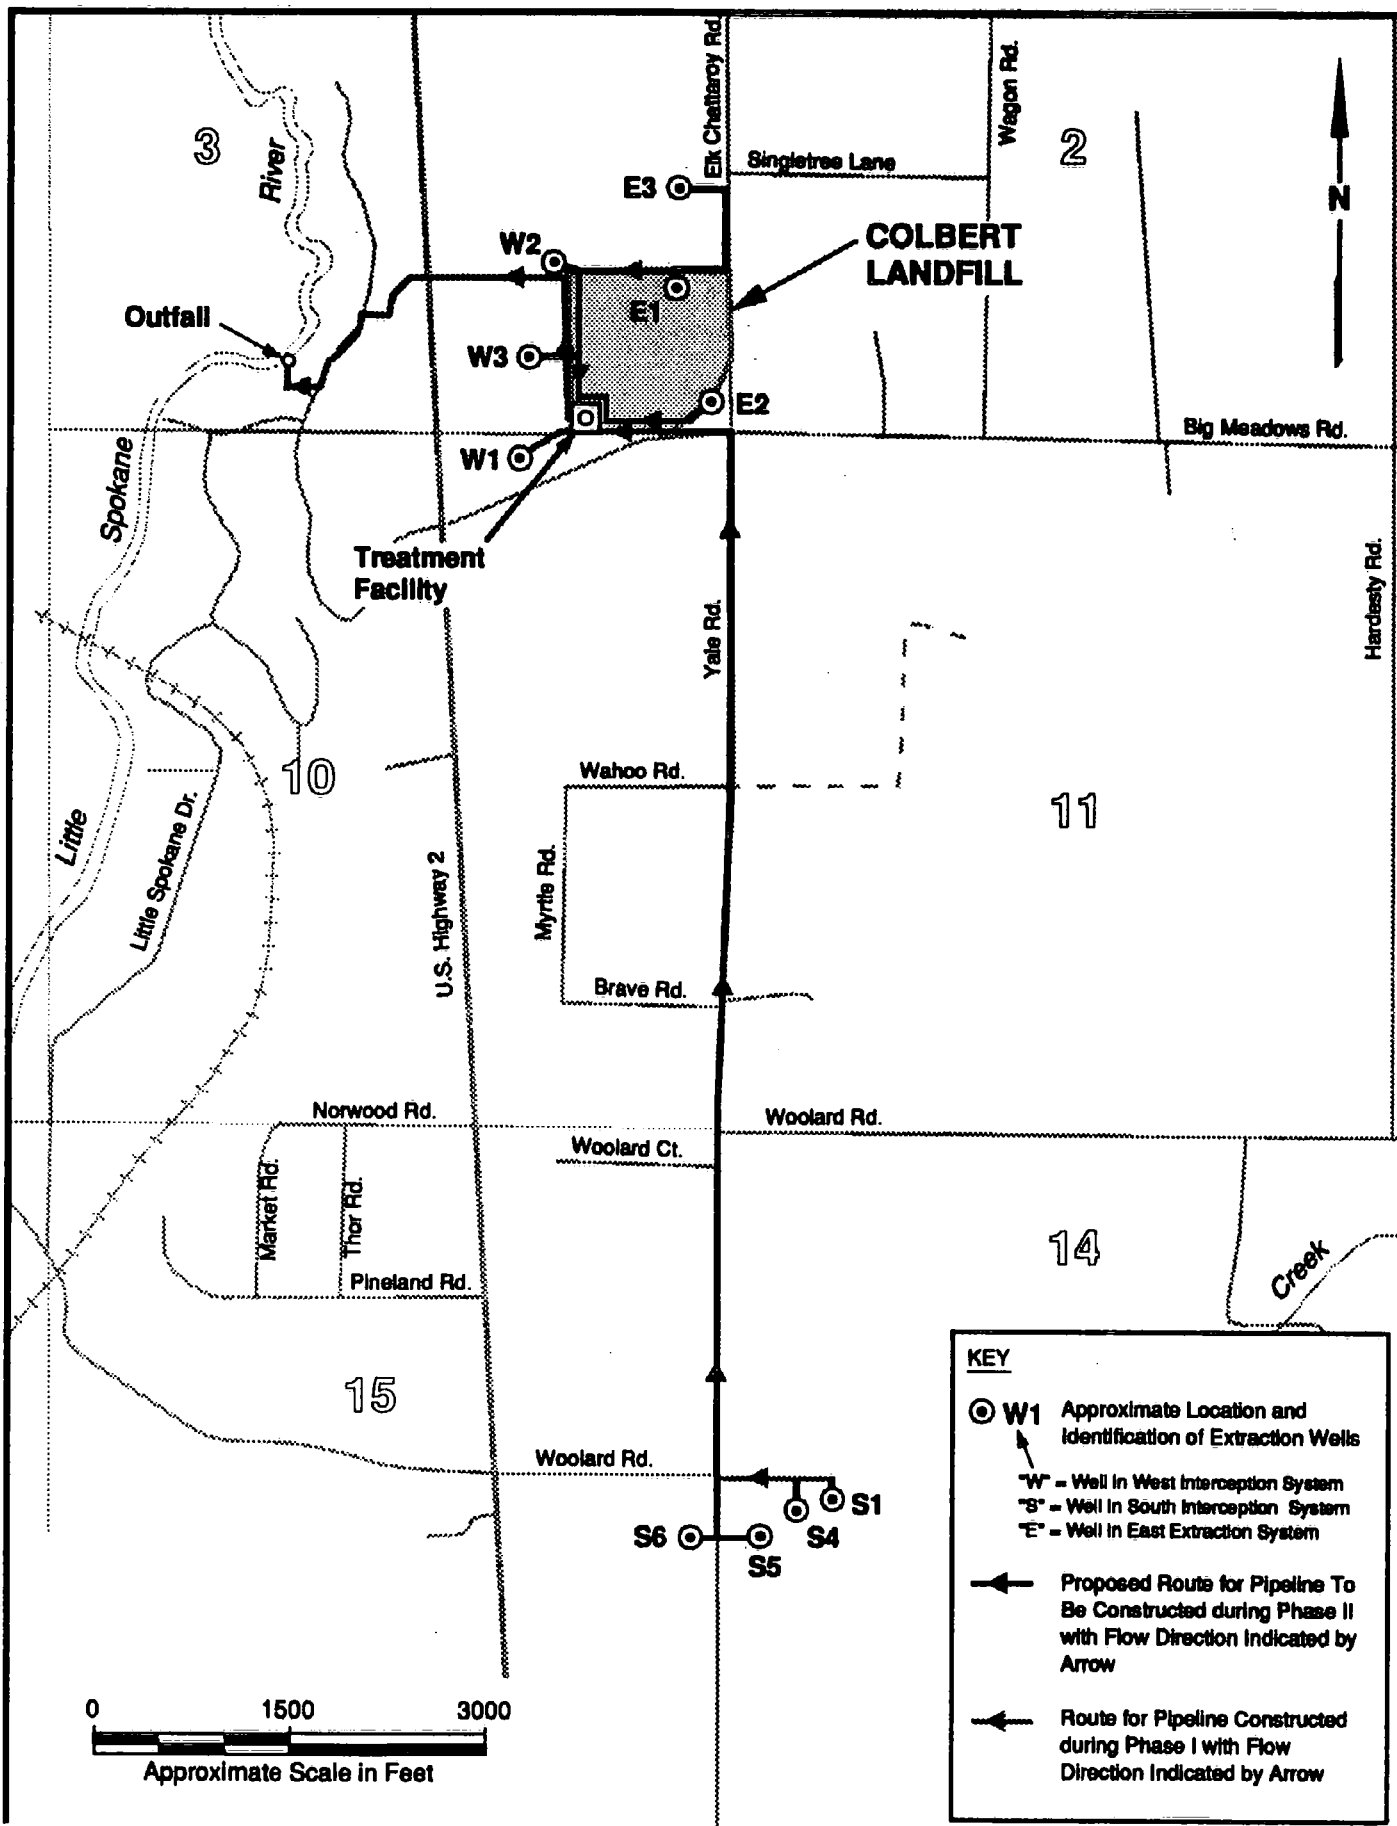 Elk Chattaroy Rd.
Wagon Rd.
3
2
River
Singletree Lane
E3
N
W2
COLBERT
LANDFILL
E1
Outfall
W3
E2
Big Meadows Rd.
W1
Spokane
Treatment
Facility
Hardesty Rd.
Yale Rd.
Wahoo Rd.
10
11
Little
Little Spokane Dr.
U.S. Highway 2
Myrtle Rd.
Brave Rd.
Norwood Rd.
Woolard Rd.
Woolard Ct.
Market Rd.
Thor Rd.
14
Creek
Pineland Rd.
15
Woolard Rd.
S1
S4
S6
S5
KEY
W1 Approximate Location and
Identification of Extraction Wells
"W" = Well in West Interception System
"S" = Well in South Interception System
"E" = Well in East Extraction System
Proposed Route for Pipeline To
Be Constructed during Phase II
with Flow Direction Indicated by
Arrow
Route for Pipeline Constructed
during Phase I with Flow
Direction Indicated by Arrow
0 1500 3000
Approximate Scale in Feet